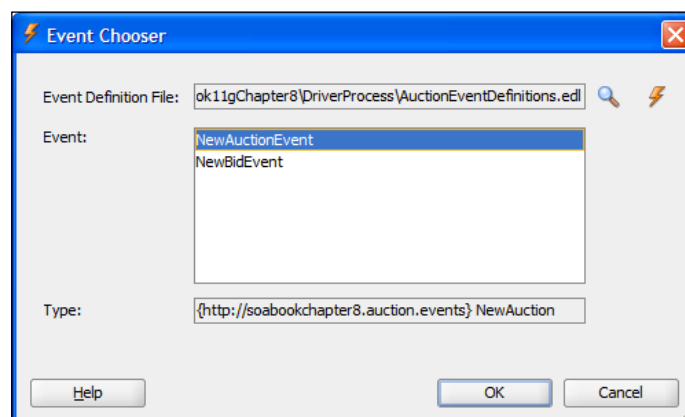 Event Chooser
Event Definition File: ok11gChapter8\DriverProcess\AuctionEventDefinitions.edl
Event:
NewAuctionEvent
NewBidEvent
Type: {http://soabookchapter8.auction.events} NewAuction
Help OK Cancel